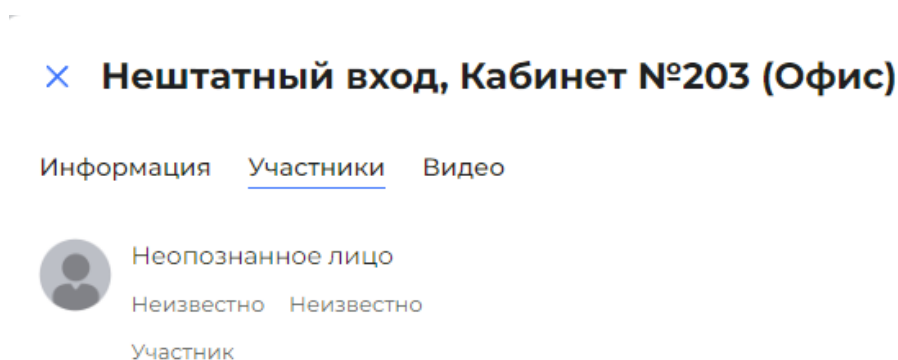 Нештатный вход, Кабинет №203 (Офис)
Информация Участники Видео
Неопознанное лицо
Неизвестно Неизвестно
Участник